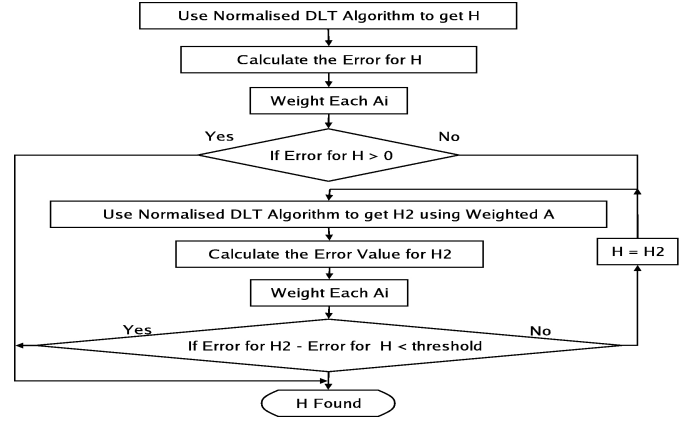 Use Normalised DLT Algorithm to get H
Calculate the Error for H
Weight Each Ai
Yes
No
If Error for H > 0
Use Normalised DLT Algorithm to get H2 using Weighted A
Calculate the Error Value for H2
H = H2
Weight Each Ai
Yes
No
If Error for H2 - Error for H < threshold
H Found